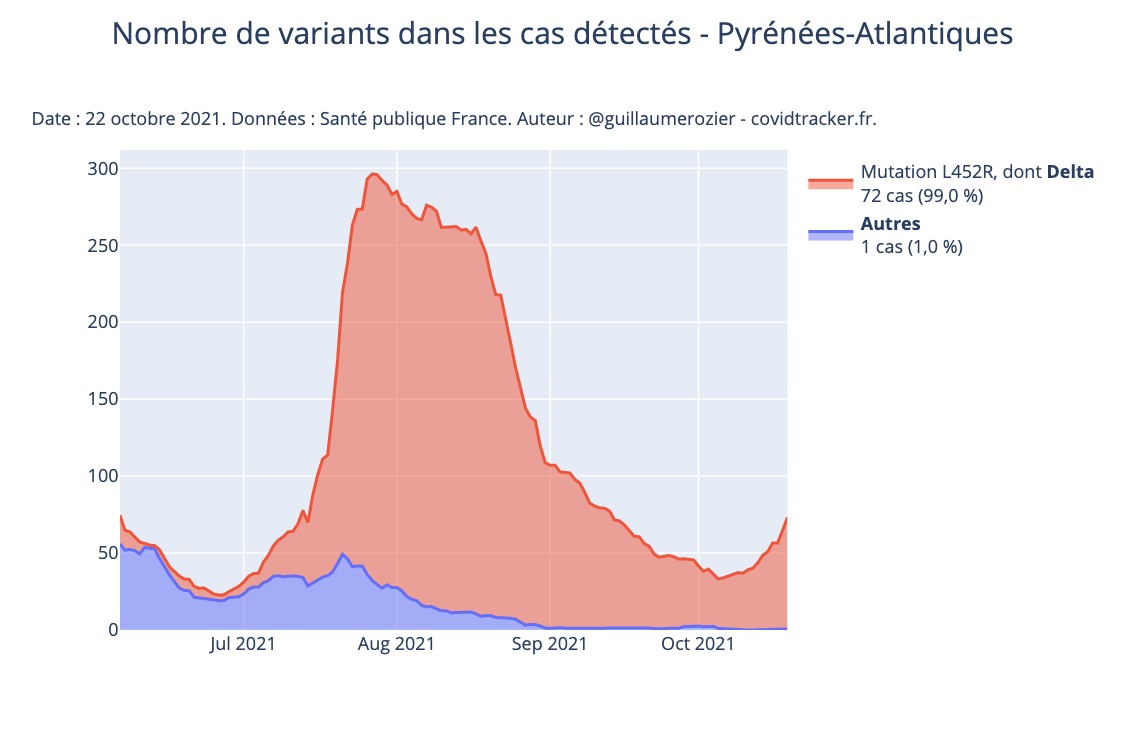 Nombre de variants dans les cas détectés - Pyrénées-Atlantiques
Date : 22 octobre 2021. Données : Santé publique France. Auteur : @guillaumerozier - covidtracker.fr.
300
250
200
150
100
50
0
Jul 2021 Aug 2021 Sep 2021 Oct 2021
Mutation L452R, dont Delta
72 cas (99,0 %)
Autres
1 cas (1,0 %)